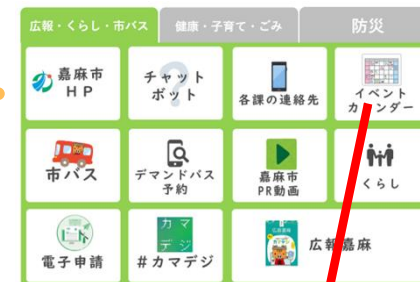 広報・くらし・市バス
健康・子育て・ごみ
防災
嘉麻市
HP
チャット
ボット
各課の連絡先
イベント
カレンダー
市バス
デマンドバス
予約
嘉麻市
PR動画
くらし
電子申請
カマ
デジ
#カマデジ
広報嘉麻